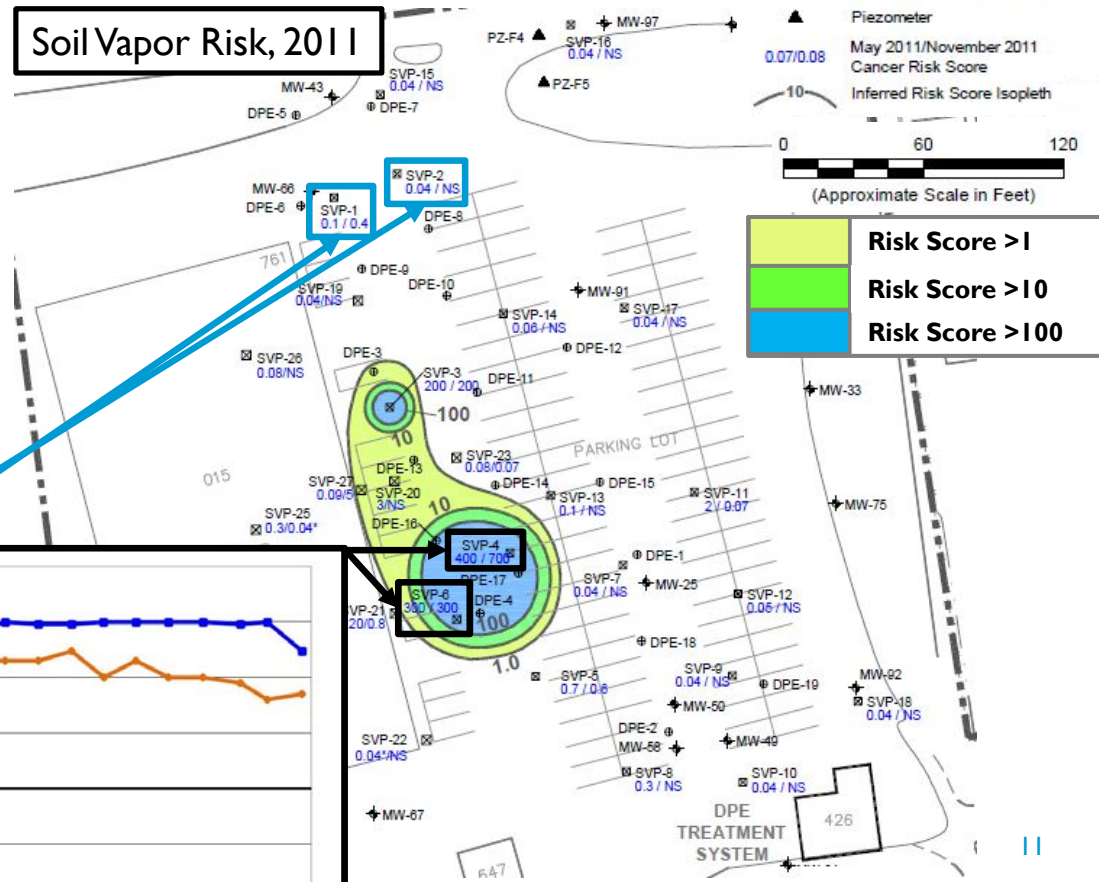 Soil Vapor Risk, 2011
Piezometer
0.07/0.08
May 2011/November 2011
Cancer Risk Score
10
Inferred Risk Score Isopleth
0 60 120
(Approximate Scale in Feet)
Risk Score >1
Risk Score >10
Risk Score >100
PZ-F4
SVP-16
0.04 / NS
MW-97
PZ-F5
SVP-15
0.04 / NS
MW-43
DPE-5
DPE-7
SVP-2
0.04 / NS
MW-66
DPE-6
SVP-1
0.1 / 0.4
DPE-8
761
DPE-9
SVP-19
0.04/NS
DPE-10
MW-91
SVP-14
0.06 / NS
SVP-17
0.04 / NS
DPE-12
SVP-26
0.08/NS
DPE-3
SVP-3
200 / 200
DPE-11
MW-33
100
10
PARKING LOT
SVP-23
0.08/0.07
DPE-13
015
SVP-27
0.09/5
SVP-20
3/NS
DPE-14
DPE-15
SVP-13
0.1 / NS
SVP-11
2 / 0.07
MW-75
10
SVP-25
0.3/0.04*
DPE-16
SVP-4
400 / 700
DPE-17
DPE-1
SVP-7
0.04 / NS
MW-25
SVP-6
300 / 300
DPE-4
SVP-12
0.05 / NS
SVP-21
20/0.8
100
DPE-18
1.0
SVP-5
0.7 / 0.6
SVP-9
0.04 / NS
DPE-19
MW-92
SVP-18
0.04 / NS
MW-50
DPE-2
MW-58
MW-49
SVP-22
0.04*/NS
SVP-8
0.3 / NS
SVP-10
0.04 / NS
MW-67
DPE
TREATMENT
SYSTEM
426
647
11